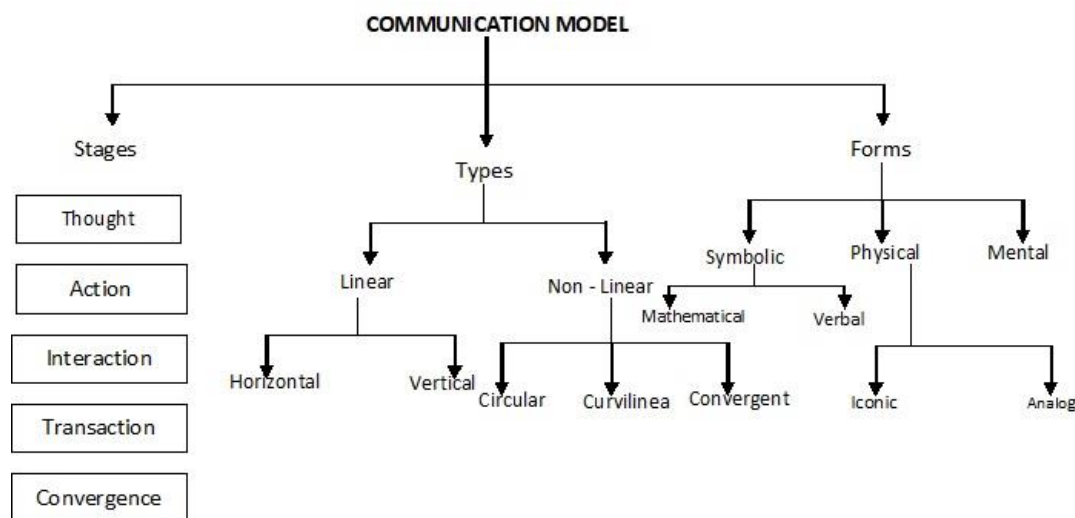 COMMUNICATION MODEL
Stages
Types
Forms
Thought
Action
Interaction
Transaction
Convergence
Linear
Non - Linear
Horizontal
Vertical
Circular
Curvilinea
Convergent
Symbolic
Physical
Mental
Mathematical
Verbal
Iconic
Analog